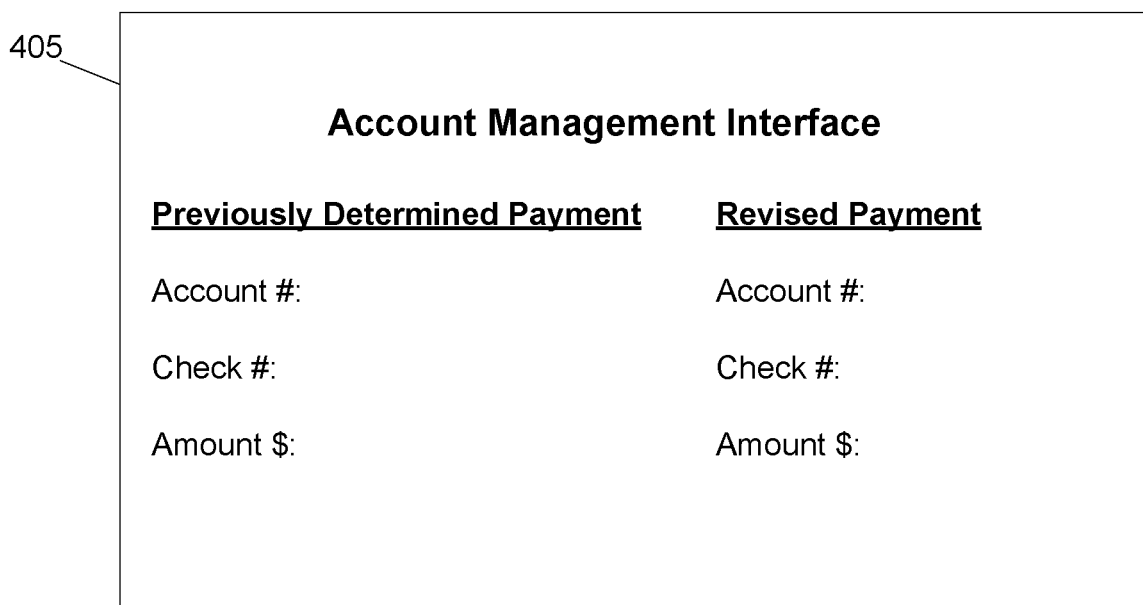 405
Account Management Interface
Previously Determined Payment Revised Payment
Account #: Account #:
Check #: Check #:
Amount $: Amount $: